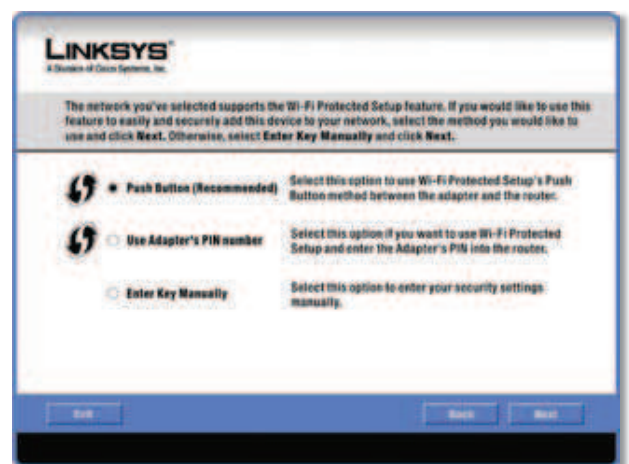 LINKSYS®
A Division of Cisco Systems, Inc.
The network you've selected supports the Wi-Fi Protected Setup feature. If you would like to use this
feature to easily and securely add this device to your network, select the method you would like to
use and click Next. Otherwise, select Enter Key Manually and click Next.
Push Button (Recommended)
Select this option to use Wi-Fi Protected Setup's Push
Button method between the adapter and the router.
Use Adapter's PIN number
Select this option if you want to use Wi-Fi Protected
Setup and enter the Adapter's PIN into the router.
Enter Key Manually
Select this option to enter your security settings
manually.
Exit
Back
Next